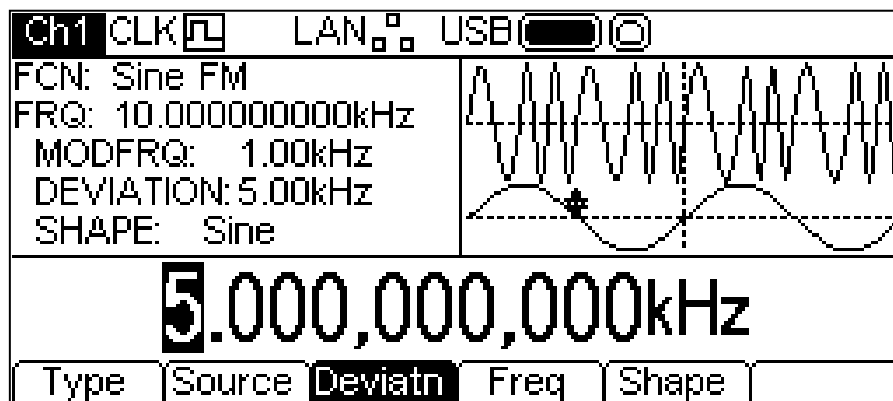 Ch1 CLK LAN USB
FCN: Sine FM
FRQ: 10.000000000kHz
MODFRQ: 1.00kHz
DEVIATION: 5.00kHz
SHAPE: Sine
5.000,000,000kHz
Type Source Deviatn Freq Shape